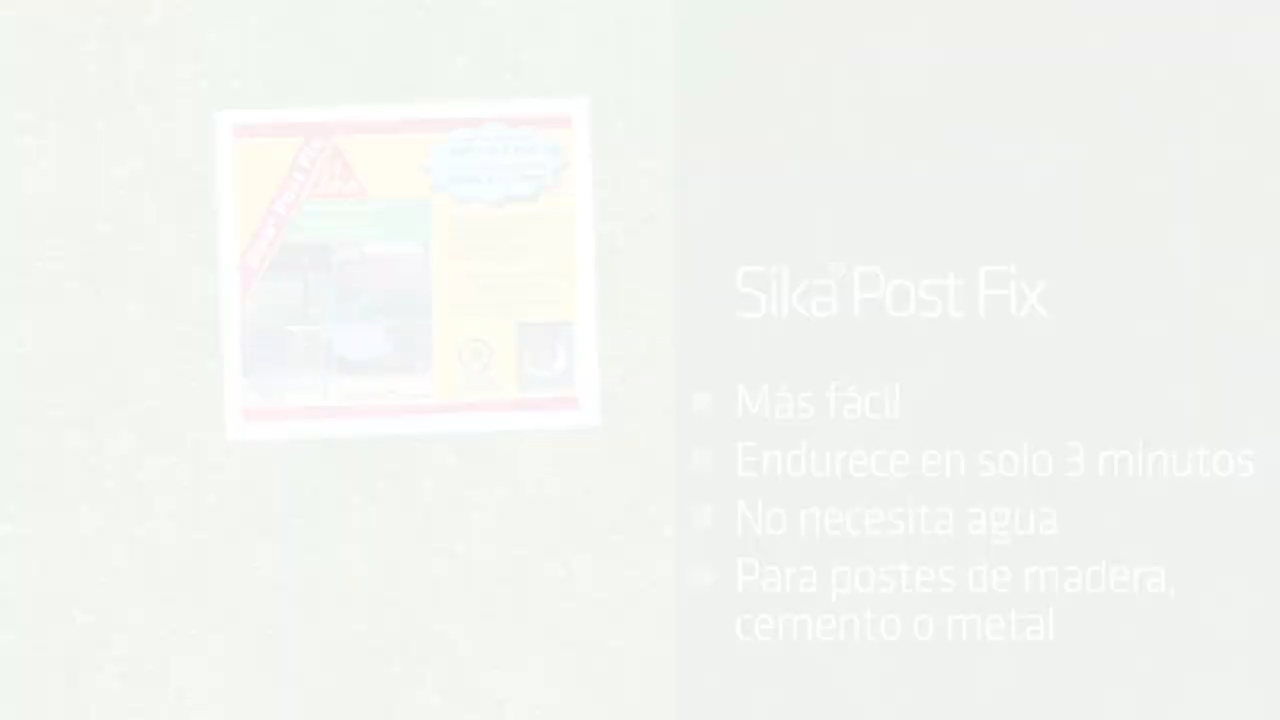 Sika® Post Fix
Más fácil
Endurece en solo 3 minutos
No necesita agua
Para postes de madera,
cemento o metal